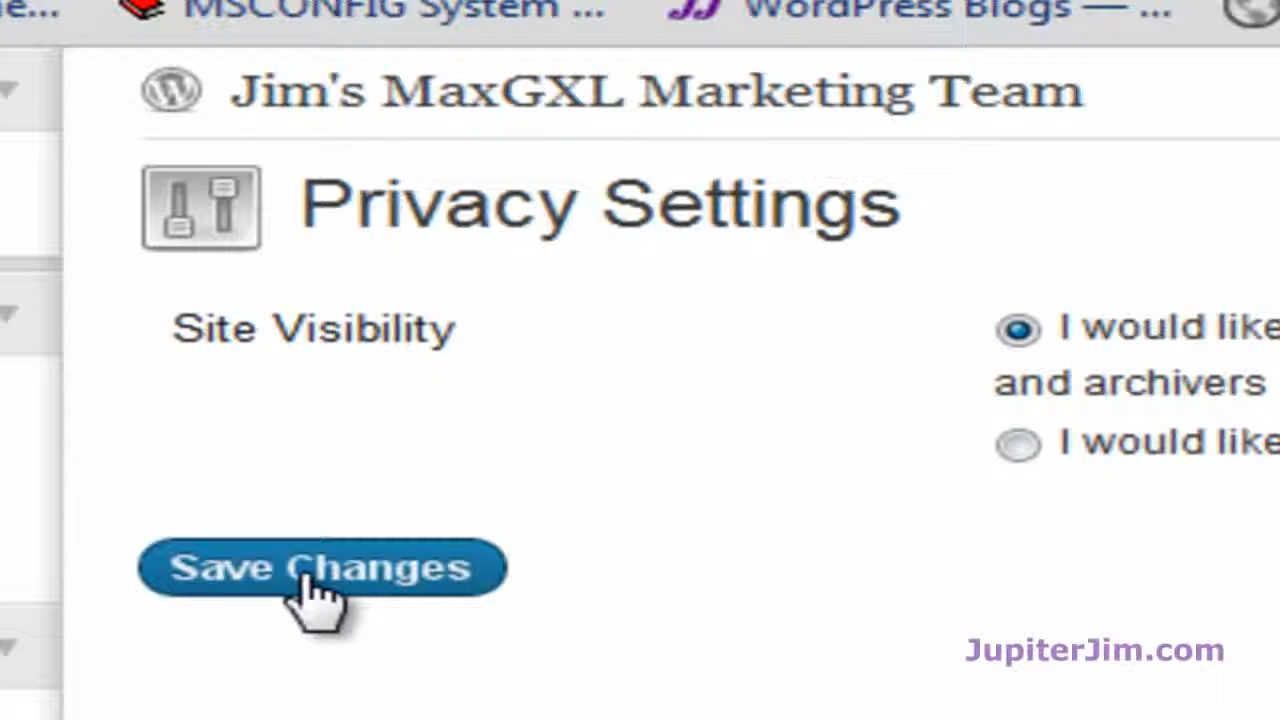 MSCONFIG System ...
WordPress Blogs — ...
Jim's MaxGXL Marketing Team
Privacy Settings
Site Visibility
I would like
and archivers
I would like
Save Changes
JupiterJim.com